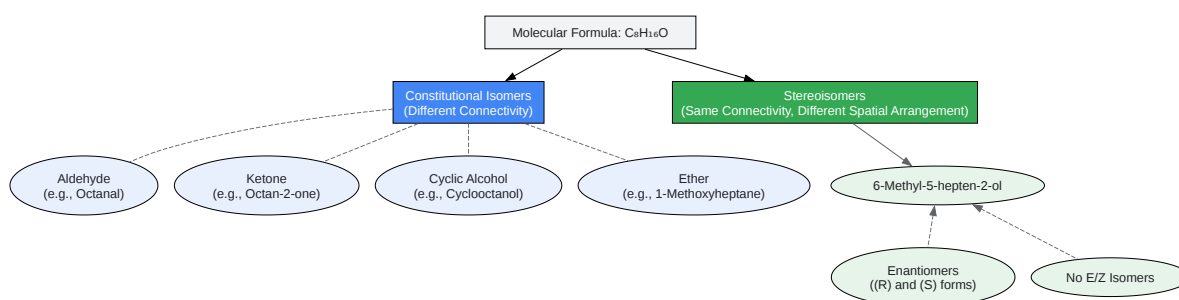 Molecular Formula: C₈H₁₆O
Constitutional Isomers
(Different Connectivity)
Stereoisomers
(Same Connectivity, Different Spatial Arrangement)
Aldehyde
(e.g., Octanal)
Ketone
(e.g., Octan-2-one)
Cyclic Alcohol
(e.g., Cyclooctanol)
Ether
(e.g., 1-Methoxyheptane)
6-Methyl-5-hepten-2-ol
Enantiomers
((R) and (S) forms)
No E/Z Isomers